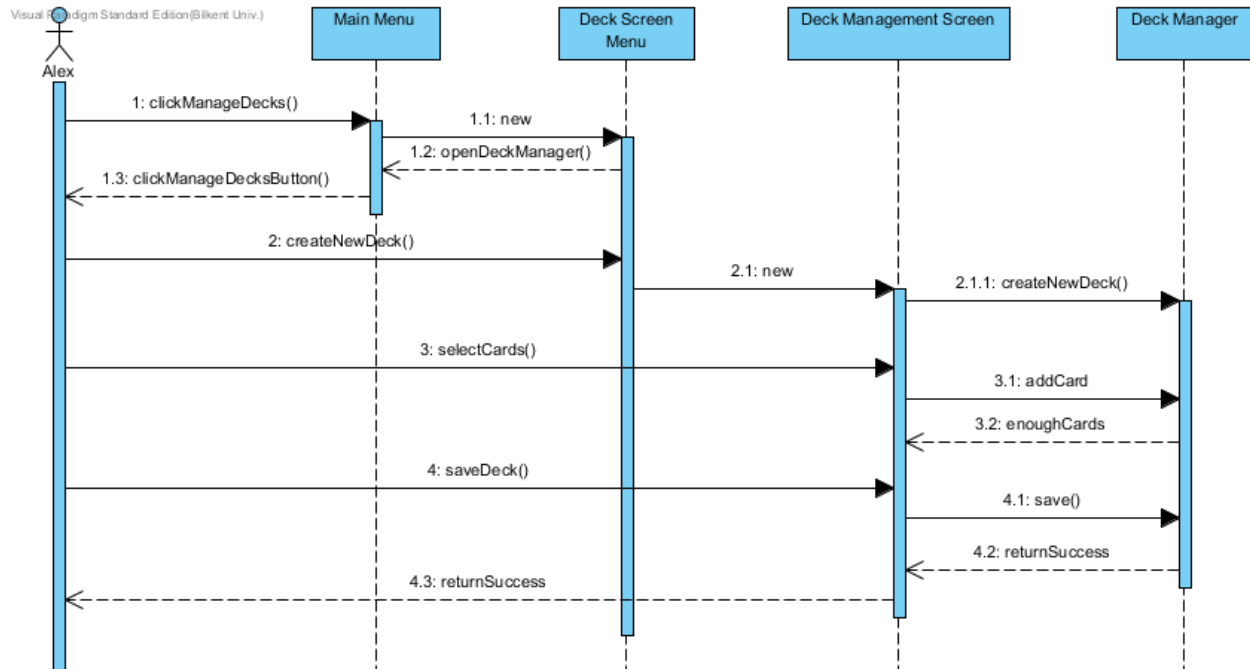 Visual Paradigm Standard Edition(Bilkent Univ.)
Alex
Main Menu
Deck Screen
Menu
Deck Management Screen
Deck Manager
1: clickManageDecks()
1.1: new
1.2: openDeckManager()
1.3: clickManageDecksButton()
2: createNewDeck()
2.1: new
2.1.1: createNewDeck()
3: selectCards()
3.1: addCard
3.2: enoughCards
4: saveDeck()
4.1: save()
4.2: returnSuccess
4.3: returnSuccess